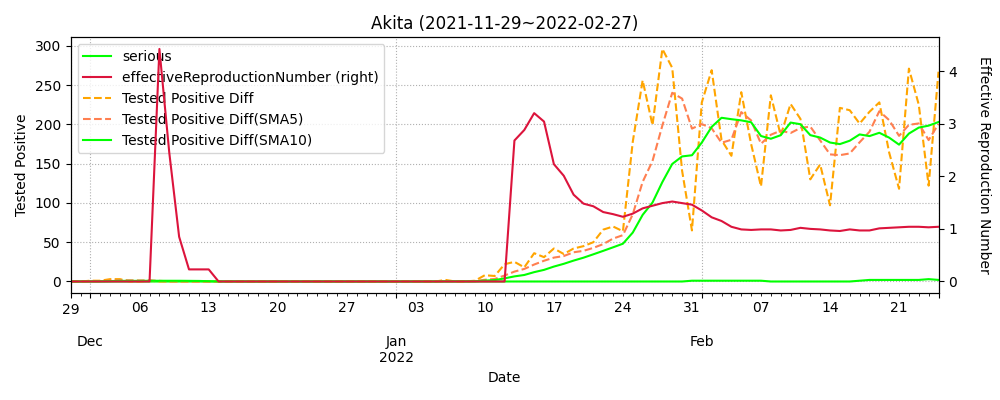 Akita (2021-11-29~2022-02-27)
serious
effectiveReproductionNumber (right)
Tested Positive Diff
Tested Positive Diff(SMA5)
Tested Positive Diff(SMA10)
Tested Positive
300
250
200
150
100
50
0
4
3
2
1
0
Effective Reproduction Number
29 06 13 20 27 03 10 17 24 31 07 14 21
Dec Jan Feb
2022
Date